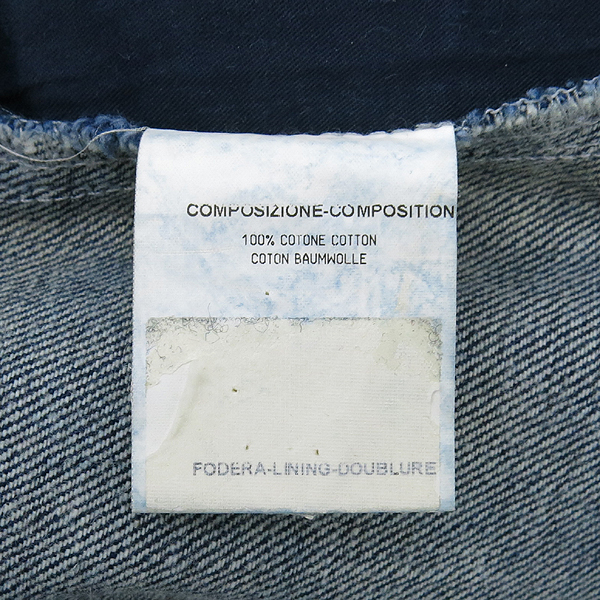 COMPOSIZIONE-COMPOSITION
100% COTONE COTTON
COTON BAUMWOLLE
FODERA-LINING-DOUBLURE